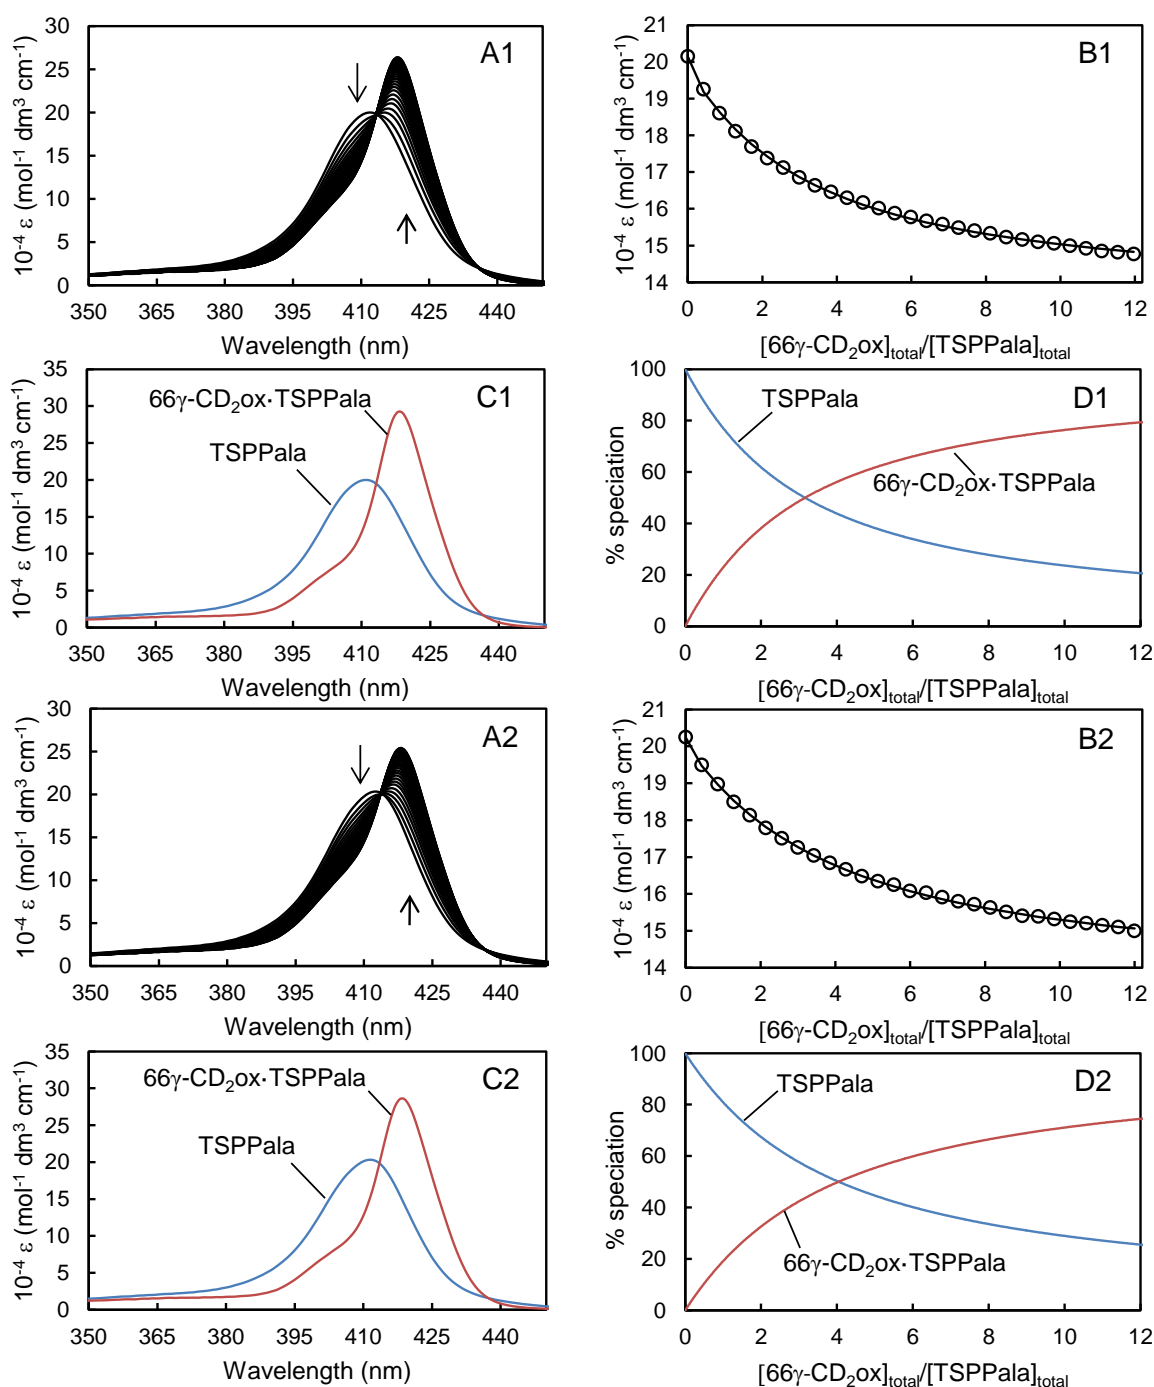 A1
10⁻⁴ ε (mol⁻¹ dm³ cm⁻¹)
30
25
20
15
10
5
0
350 365 380 395 410 425 440
Wavelength (nm)
B1
10⁻⁴ ε (mol⁻¹ dm³ cm⁻¹)
21
20
19
18
17
16
15
14
0 2 4 6 8 10 12
[66γ-CD₂ox]total/[TSPPala]total
C1
10⁻⁴ ε (mol⁻¹ dm³ cm⁻¹)
35
30
25
20
15
10
5
0
66γ-CD₂ox·TSPPala
TSPPala
350 365 380 395 410 425 440
Wavelength (nm)
D1
% speciation
100
80
60
40
20
0
TSPPala
66γ-CD₂ox·TSPPala
0 2 4 6 8 10 12
[66γ-CD₂ox]total/[TSPPala]total
A2
10⁻⁴ ε (mol⁻¹ dm³ cm⁻¹)
30
25
20
15
10
5
0
350 365 380 395 410 425 440
Wavelength (nm)
B2
10⁻⁴ ε (mol⁻¹ dm³ cm⁻¹)
21
20
19
18
17
16
15
14
0 2 4 6 8 10 12
[66γ-CD₂ox]total/[TSPPala]total
C2
10⁻⁴ ε (mol⁻¹ dm³ cm⁻¹)
35
30
25
20
15
10
5
0
66γ-CD₂ox·TSPPala
TSPPala
350 365 380 395 410 425 440
Wavelength (nm)
D2
% speciation
100
80
60
40
20
0
TSPPala
66γ-CD₂ox·TSPPala
0 2 4 6 8 10 12
[66γ-CD₂ox]total/[TSPPala]total